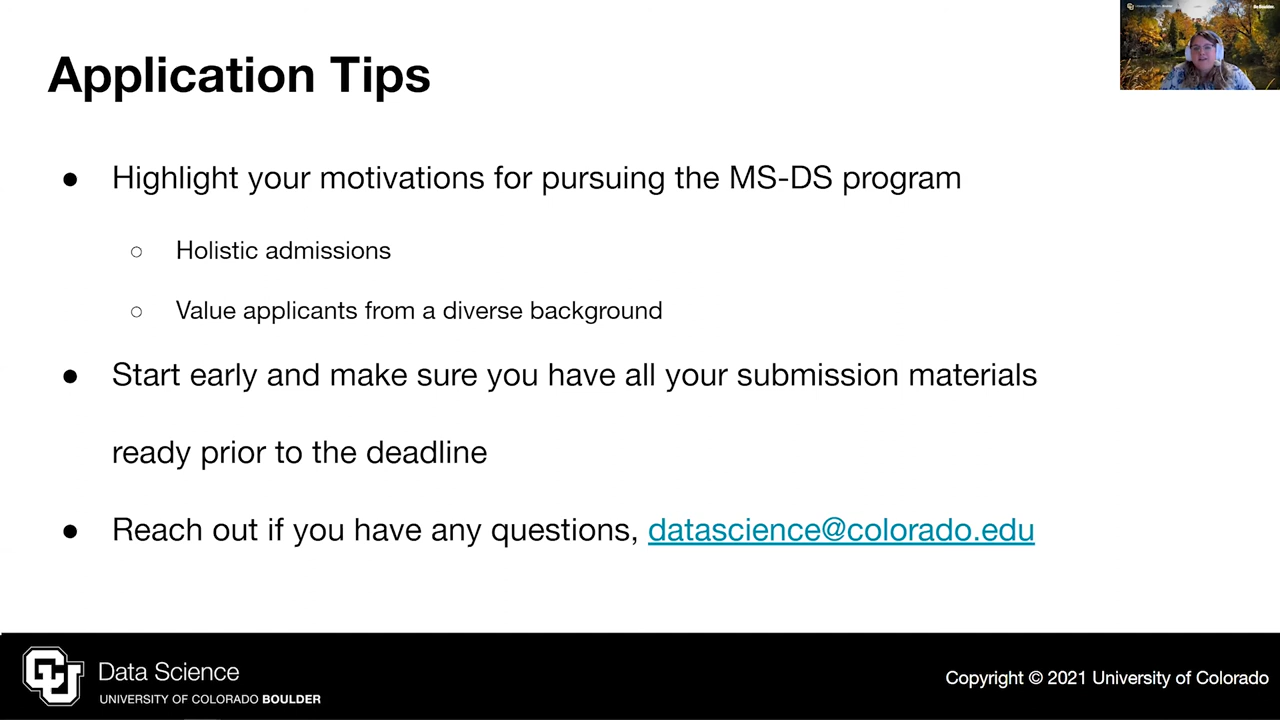 Application Tips
● Highlight your motivations for pursuing the MS-DS program
○ Holistic admissions
○ Value applicants from a diverse background
● Start early and make sure you have all your submission materials
ready prior to the deadline
● Reach out if you have any questions, datascience@colorado.edu
CU
Data Science
UNIVERSITY OF COLORADO BOULDER
Copyright © 2021 University of Colorado